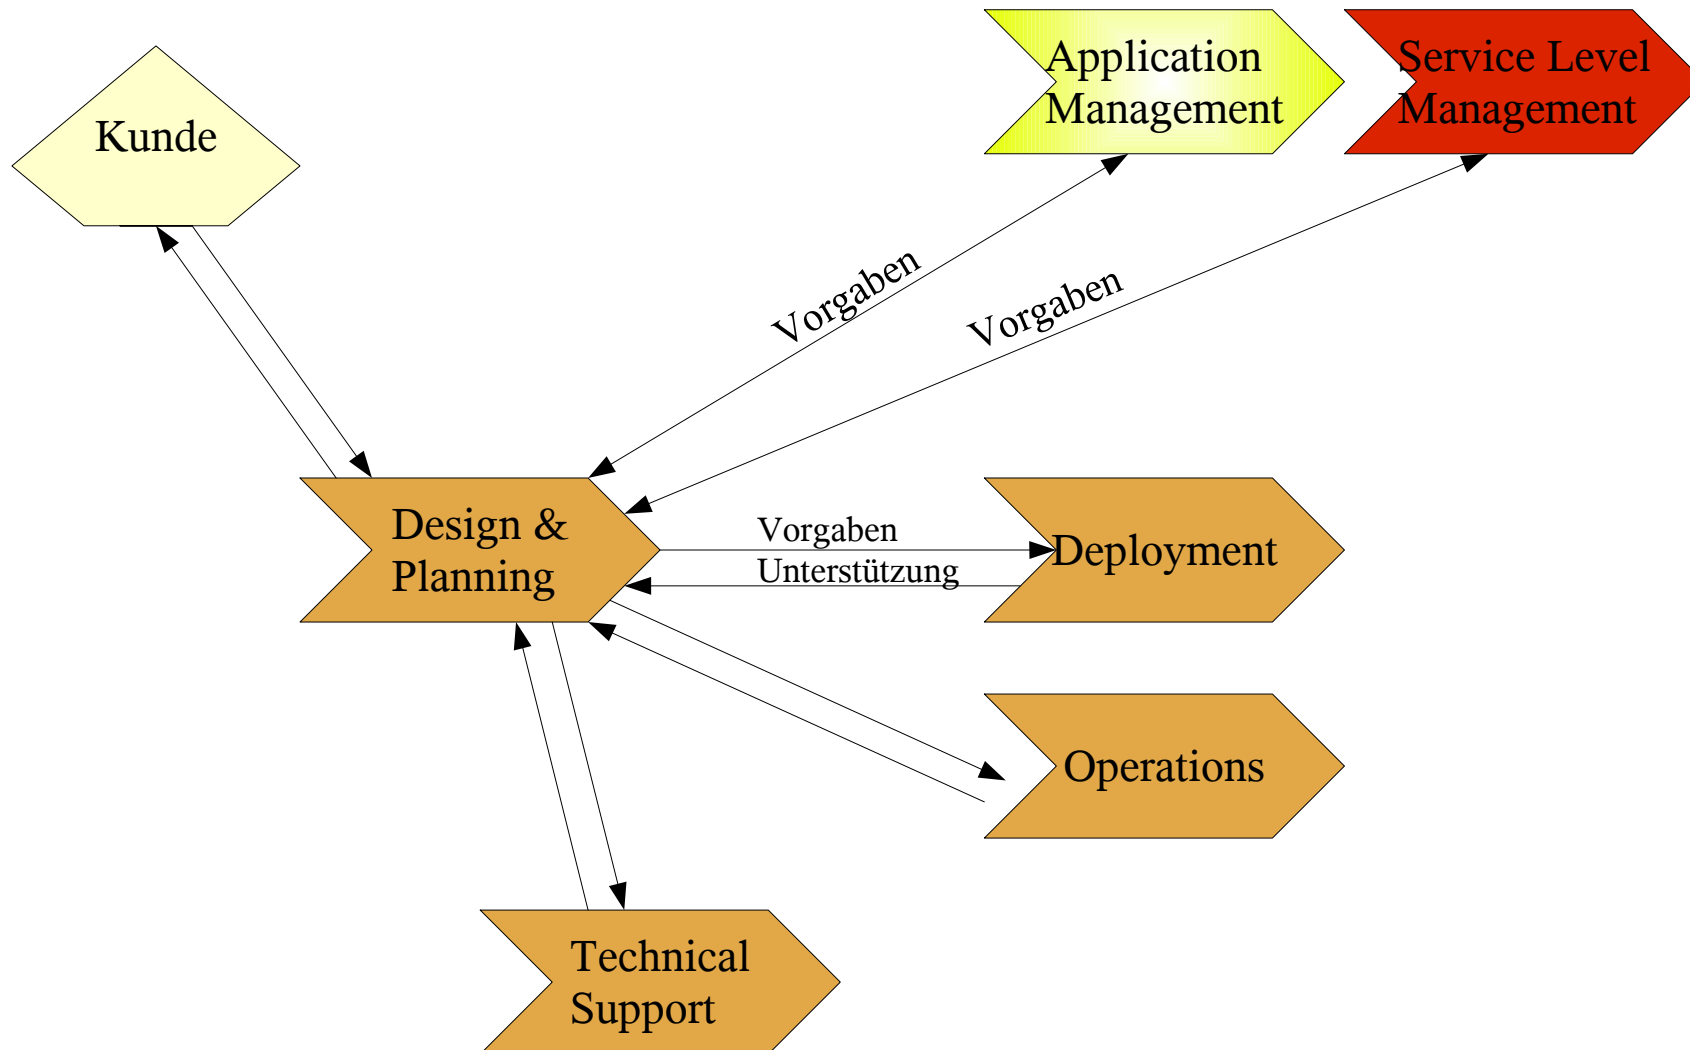 Kunde
Application
Management
Service Level
Management
Vorgaben
Vorgaben
Design &
Planning
Vorgaben
Unterstützung
Deployment
Operations
Technical
Support